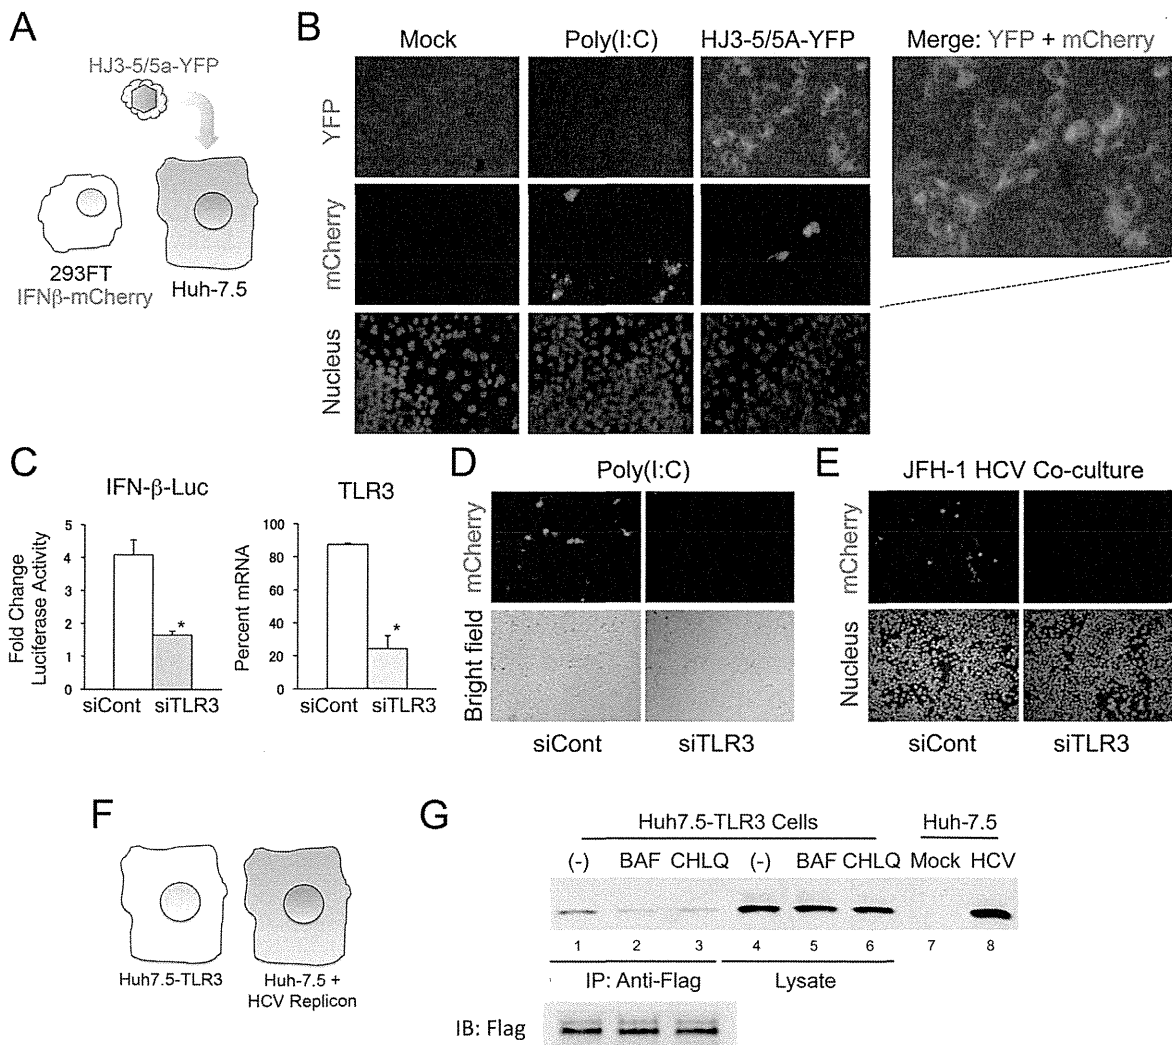 A
HJ3-5/5a-YFP
293FT
IFNβ-mCherry
Huh-7.5
B
Mock
Poly(I:C)
HJ3-5/5A-YFP
Merge: YFP + mCherry
YFP
mCherry
Nucleus
C
IFN-β-Luc
Fold Change
Luciferase Activity
5
4
3
2
1
0
*
siCont
siTLR3
TLR3
Percent mRNA
100
80
60
40
20
0
*
siCont
siTLR3
D
Poly(I:C)
mCherry
Bright field
siCont
siTLR3
E
JFH-1 HCV Co-culture
mCherry
Nucleus
siCont
siTLR3
F
Huh7.5-TLR3
Huh-7.5 +
HCV Replicon
G
Huh7.5-TLR3 Cells
Huh-7.5
(-) BAF CHLQ (-) BAF CHLQ Mock HCV
1 2 3 4 5 6 7 8
IP: Anti-Flag
Lysate
IB: Flag